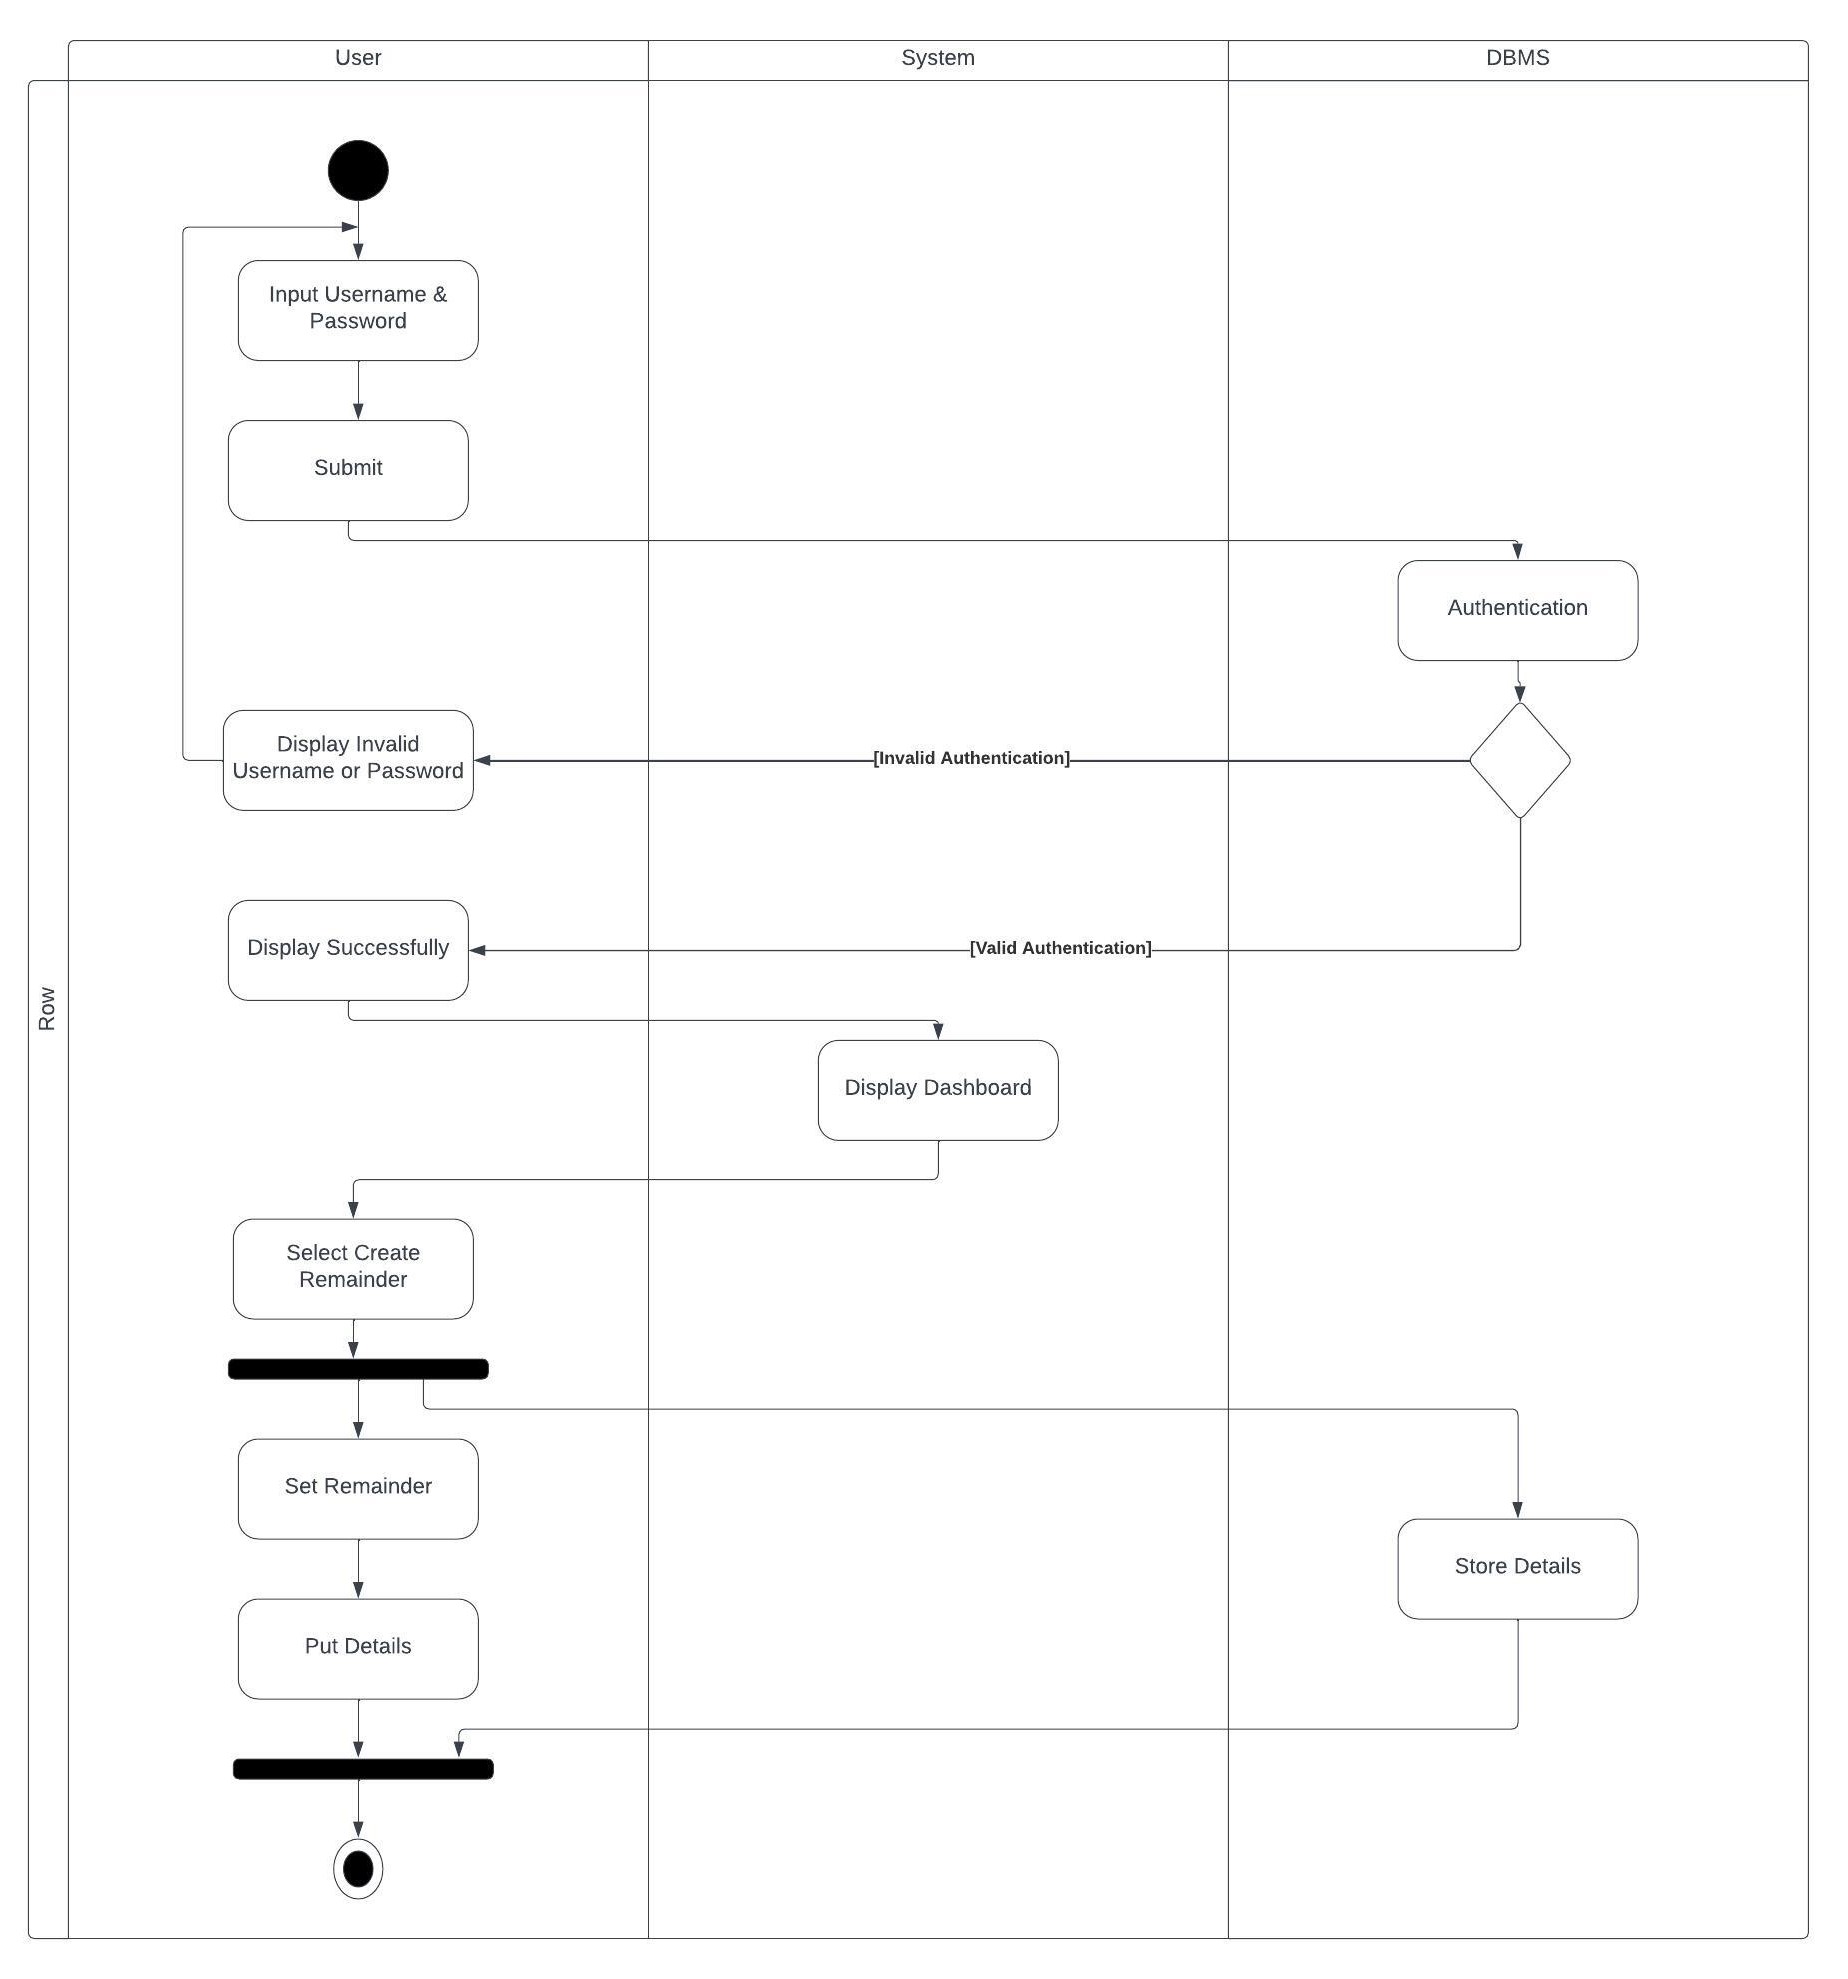 User
System
DBMS
Input Username &
Password
Submit
Authentication
Display Invalid
Username or Password
[Invalid Authentication]
Display Successfully
[Valid Authentication]
Row
Display Dashboard
Select Create
Remainder
Set Remainder
Store Details
Put Details